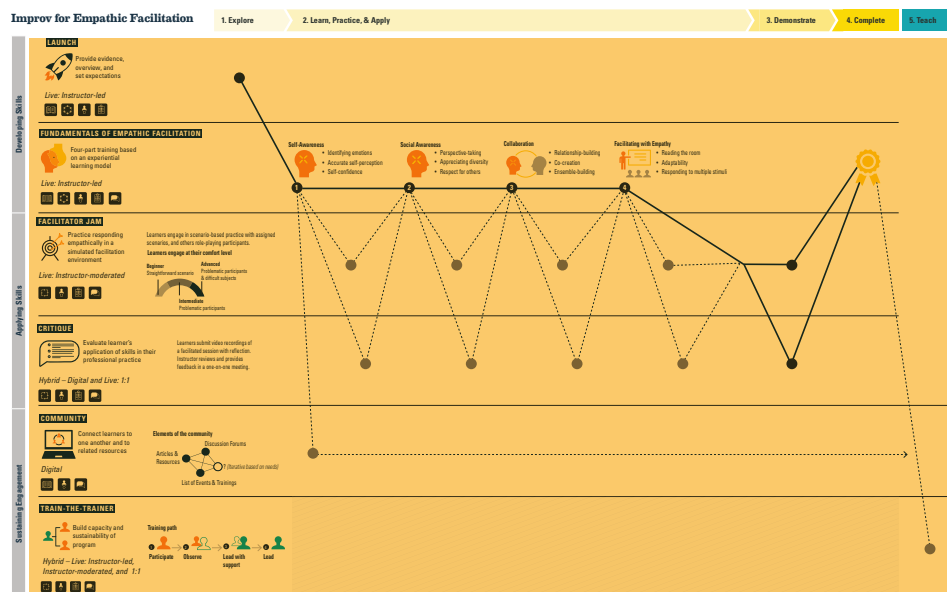 Improv for Empathic Facilitation
1. Explore
2. Learn, Practice, & Apply
3. Demonstrate
4. Complete
5. Teach
Developing Skills
LAUNCH
Provide evidence,
overview, and
set expectations
Live: Instructor-led
FUNDAMENTALS OF EMPATHIC FACILITATION
Four-part training based
on an experiential
learning model
Live: Instructor-led
Self-Awareness
• Identifying emotions
• Accurate self-perception
• Self-confidence
Social Awareness
• Perspective-taking
• Appreciating diversity
• Respect for others
Collaboration
• Relationship-building
• Co-creation
• Ensemble-building
Facilitating with Empathy
• Reading the room
• Adaptability
• Responding to multiple stimuli
1
2
3
4
Applying Skills
FACILITATOR JAM
Practice responding
empathically in a
simulated facilitation
environment
Live: Instructor-moderated
Learners engage in scenario-based practice with assigned
scenarios, and others role-playing participants.
Learners engage at their comfort level
Beginner
Straightforward scenario
Advanced
Problematic participants
& difficult subjects
Intermediate
Problematic participants
CRITIQUE
Evaluate learner's
application of skills in their
professional practice
Hybrid – Digital and Live: 1:1
Learners submit video recordings of
a facilitated session with reflection.
Instructor reviews and provides
feedback in a one-on-one meeting.
Sustaining Engagement
COMMUNITY
Connect learners to
one another and to
related resources
Digital
Elements of the community
Discussion Forums
Articles &
Resources
? (Iterative based on needs)
List of Events & Trainings
TRAIN-THE-TRAINER
Build capacity and
sustainability of
program
Hybrid – Live: Instructor-led,
Instructor-moderated, and 1:1
Training path
Participate
Observe
Lead with
support
Lead